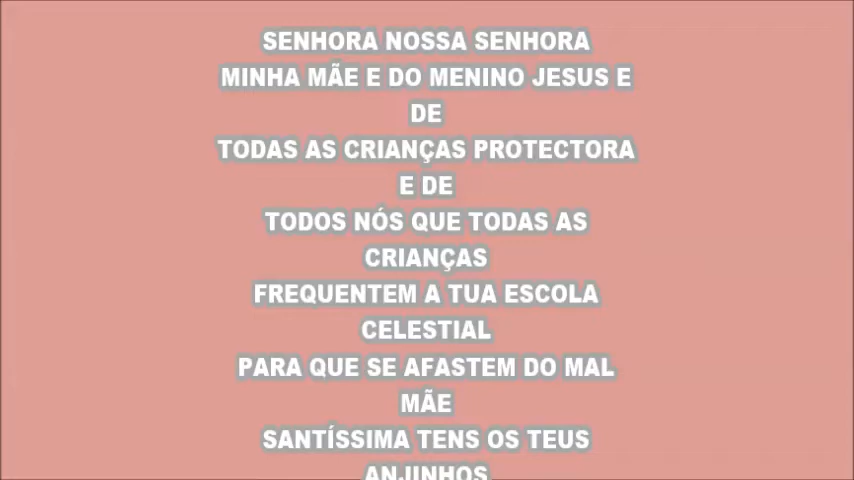 SENHORA NOSSA SENHORA
MINHA MÃE E DO MENINO JESUS E
DE
TODAS AS CRIANÇAS PROTECTORA
E DE
TODOS NÓS QUE TODAS AS
CRIANÇAS
FREQUENTEM A TUA ESCOLA
CELESTIAL
PARA QUE SE AFASTEM DO MAL
MÃE
SANTÍSSIMA TENS OS TEUS
ANJINHOS